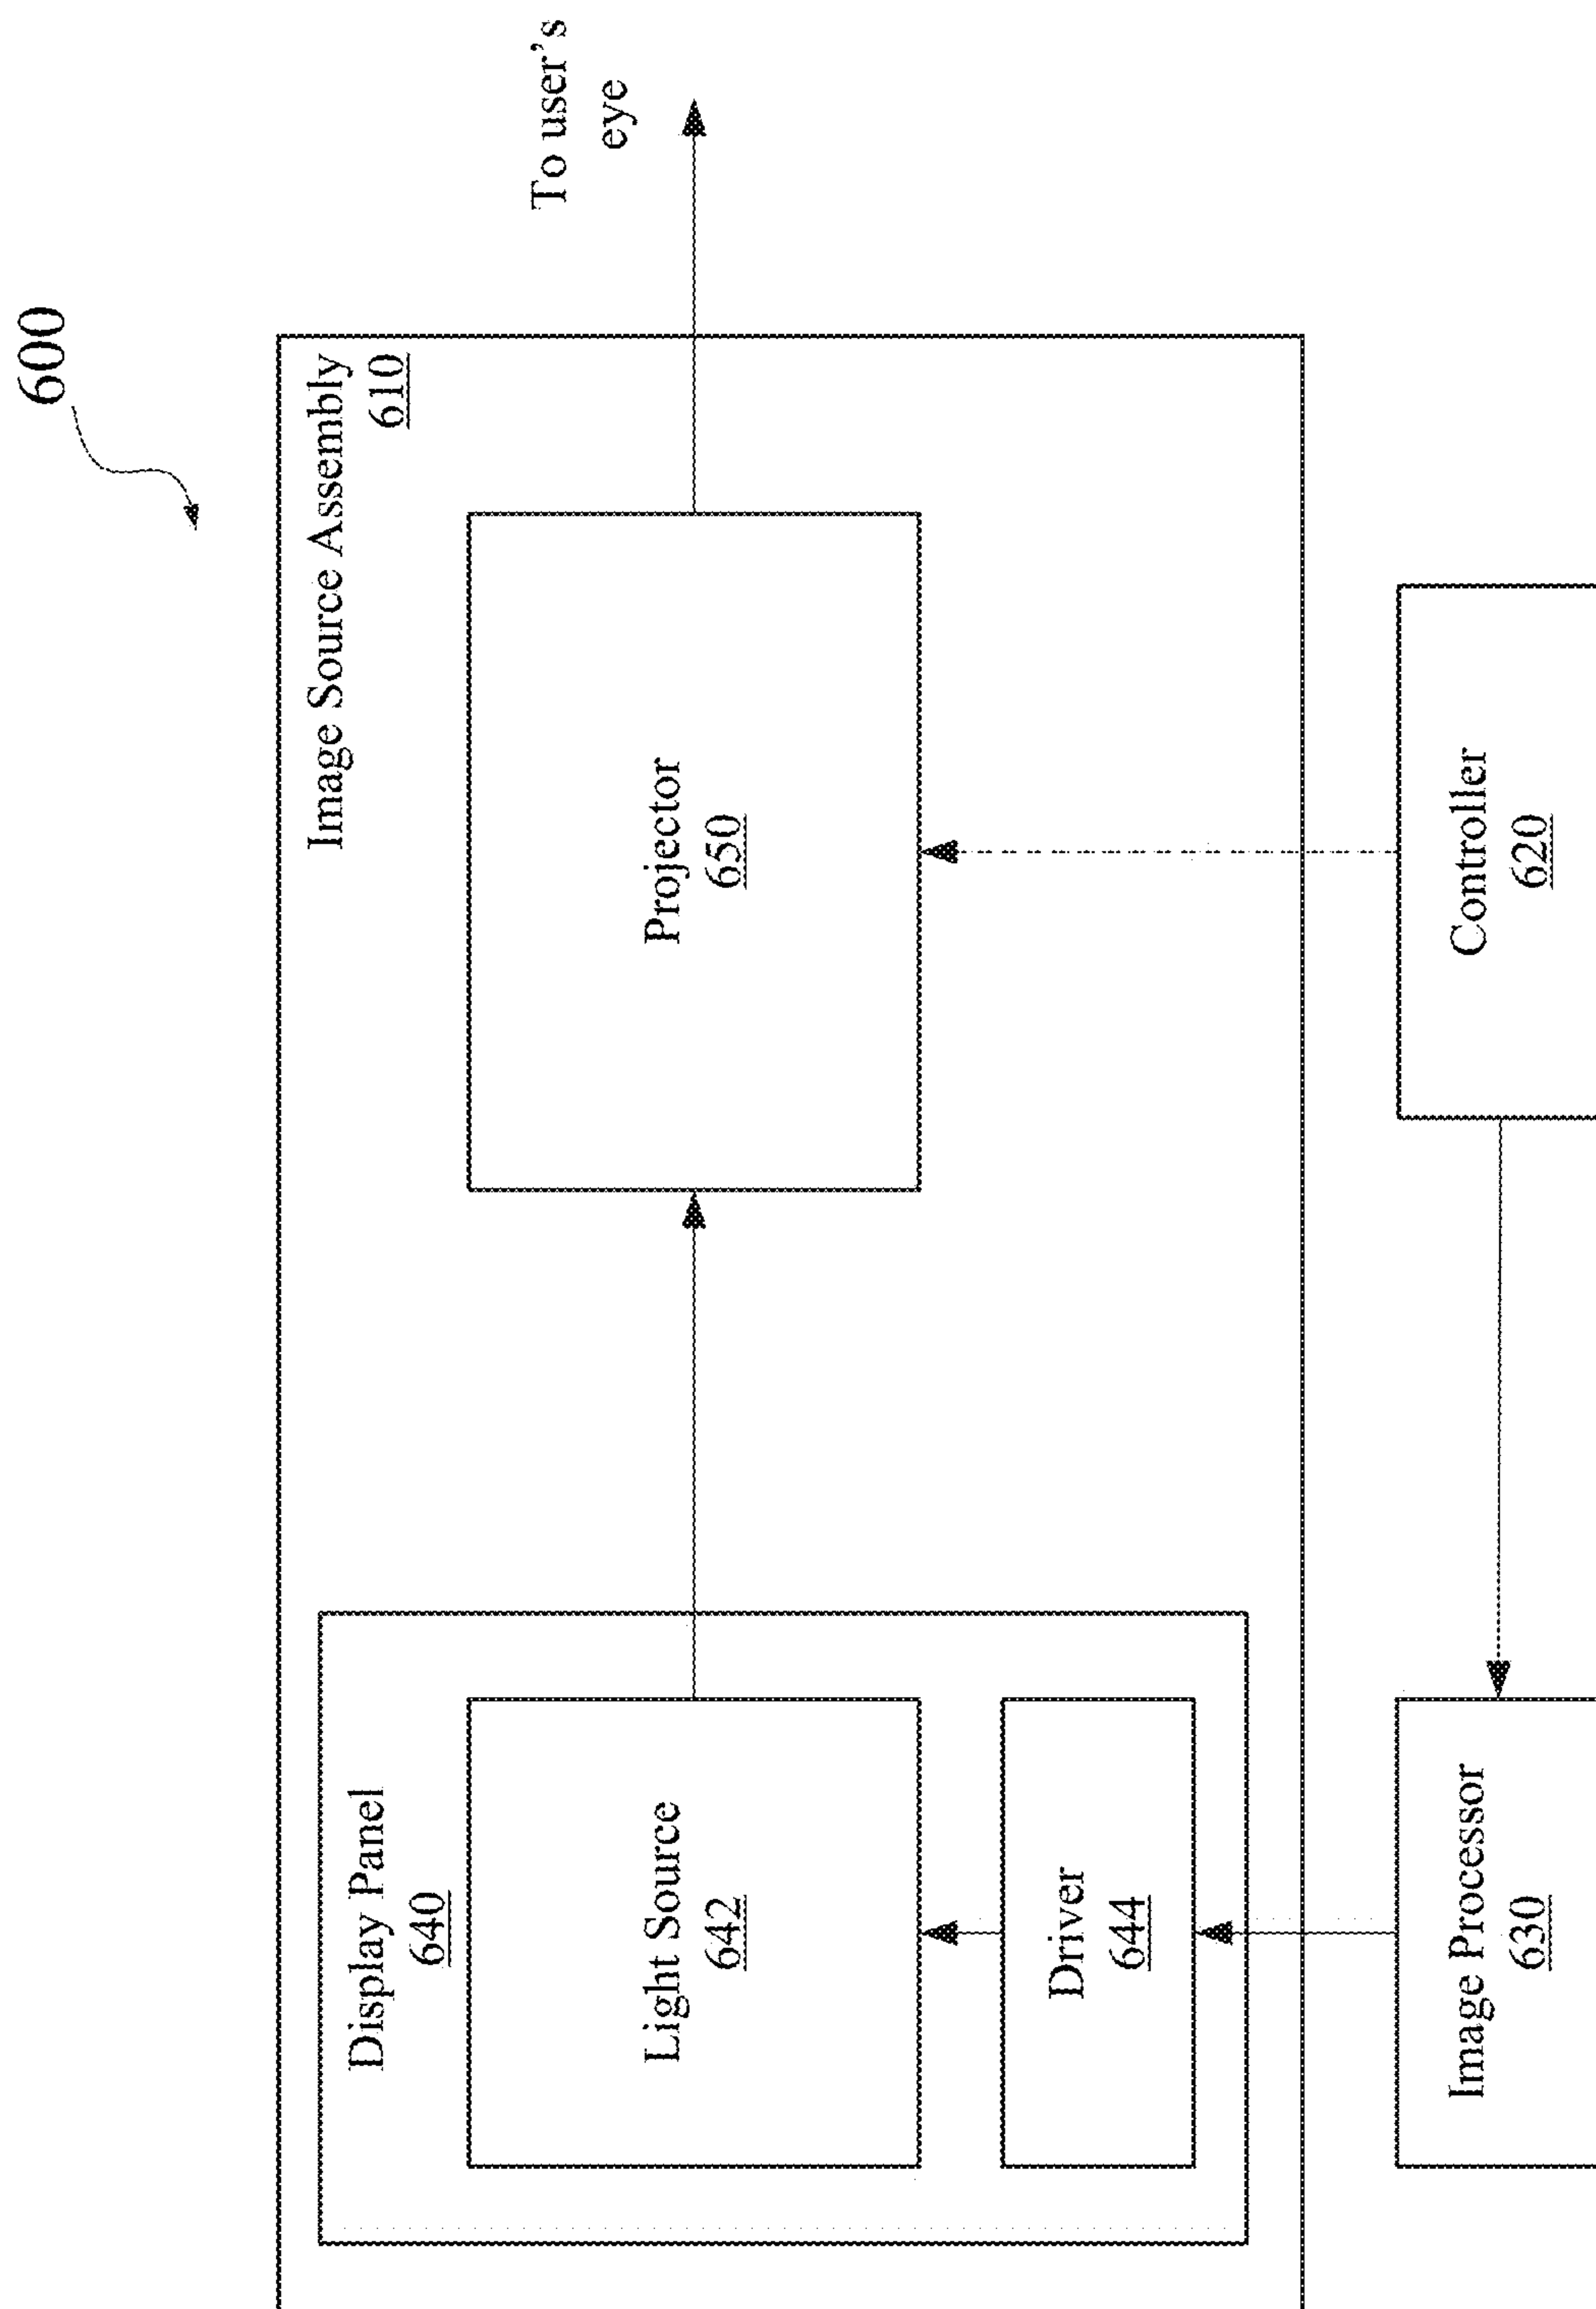 600
Image Source Assembly
610
To user's
eye
Display Panel
640
Light Source
642
Projector
650
Driver
644
Image Processor
630
Controller
620